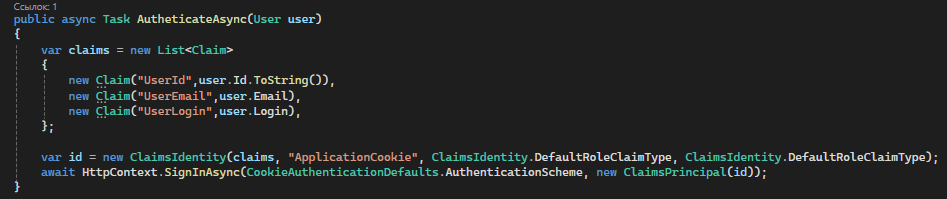 Ссылок: 1
public async Task AutheticateAsync(User user)
{
    var claims = new List<Claim>
    {
        new Claim("UserId",user.Id.ToString()),
        new Claim("UserEmail",user.Email),
        new Claim("UserLogin",user.Login),
    };

    var id = new ClaimsIdentity(claims, "ApplicationCookie", ClaimsIdentity.DefaultRoleClaimType, ClaimsIdentity.DefaultRoleClaimType);
    await HttpContext.SignInAsync(CookieAuthenticationDefaults.AuthenticationScheme, new ClaimsPrincipal(id));
}